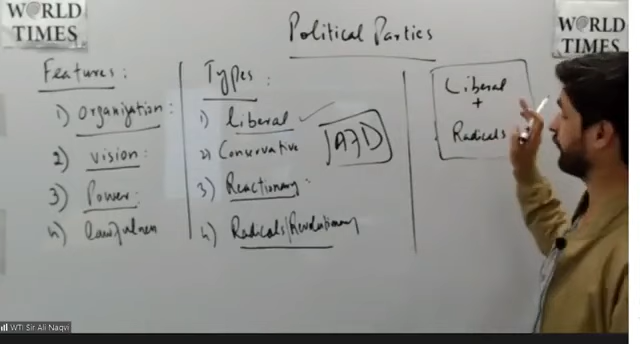 WORLD
TIMES
Political Parties
WORLD
TIMES
Features:
1) Organization:
2) vision:
3) Power:
4) lawfulness
Types:
1) liberal
2) Conservative
3) Reactionary:
4) Radicals/Revolutionary
Liberal
+
Radicals
WTI Sir Ali Naqvi